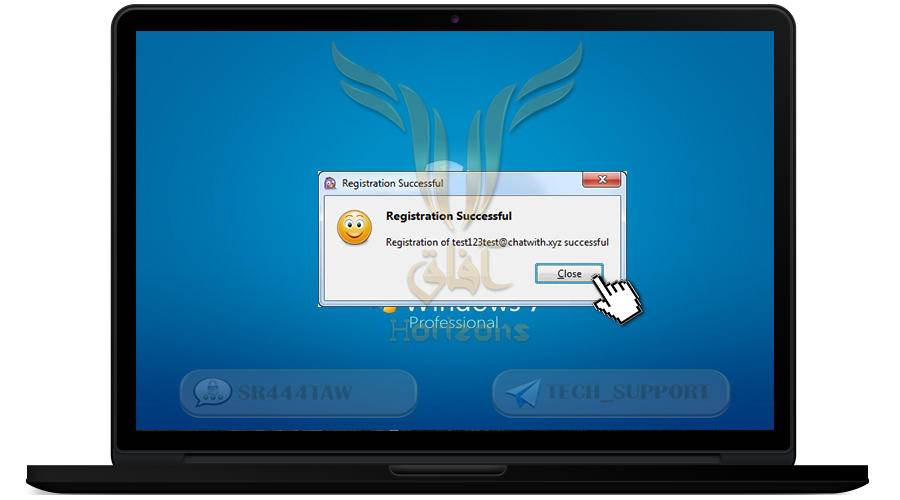 Registration Successful
Registration Successful
Registration of test123test@chatwith.xyz successful
Close
آفاق
Windows 7
Professional
Horizons
SR444TAW
TECH_SUPPORT